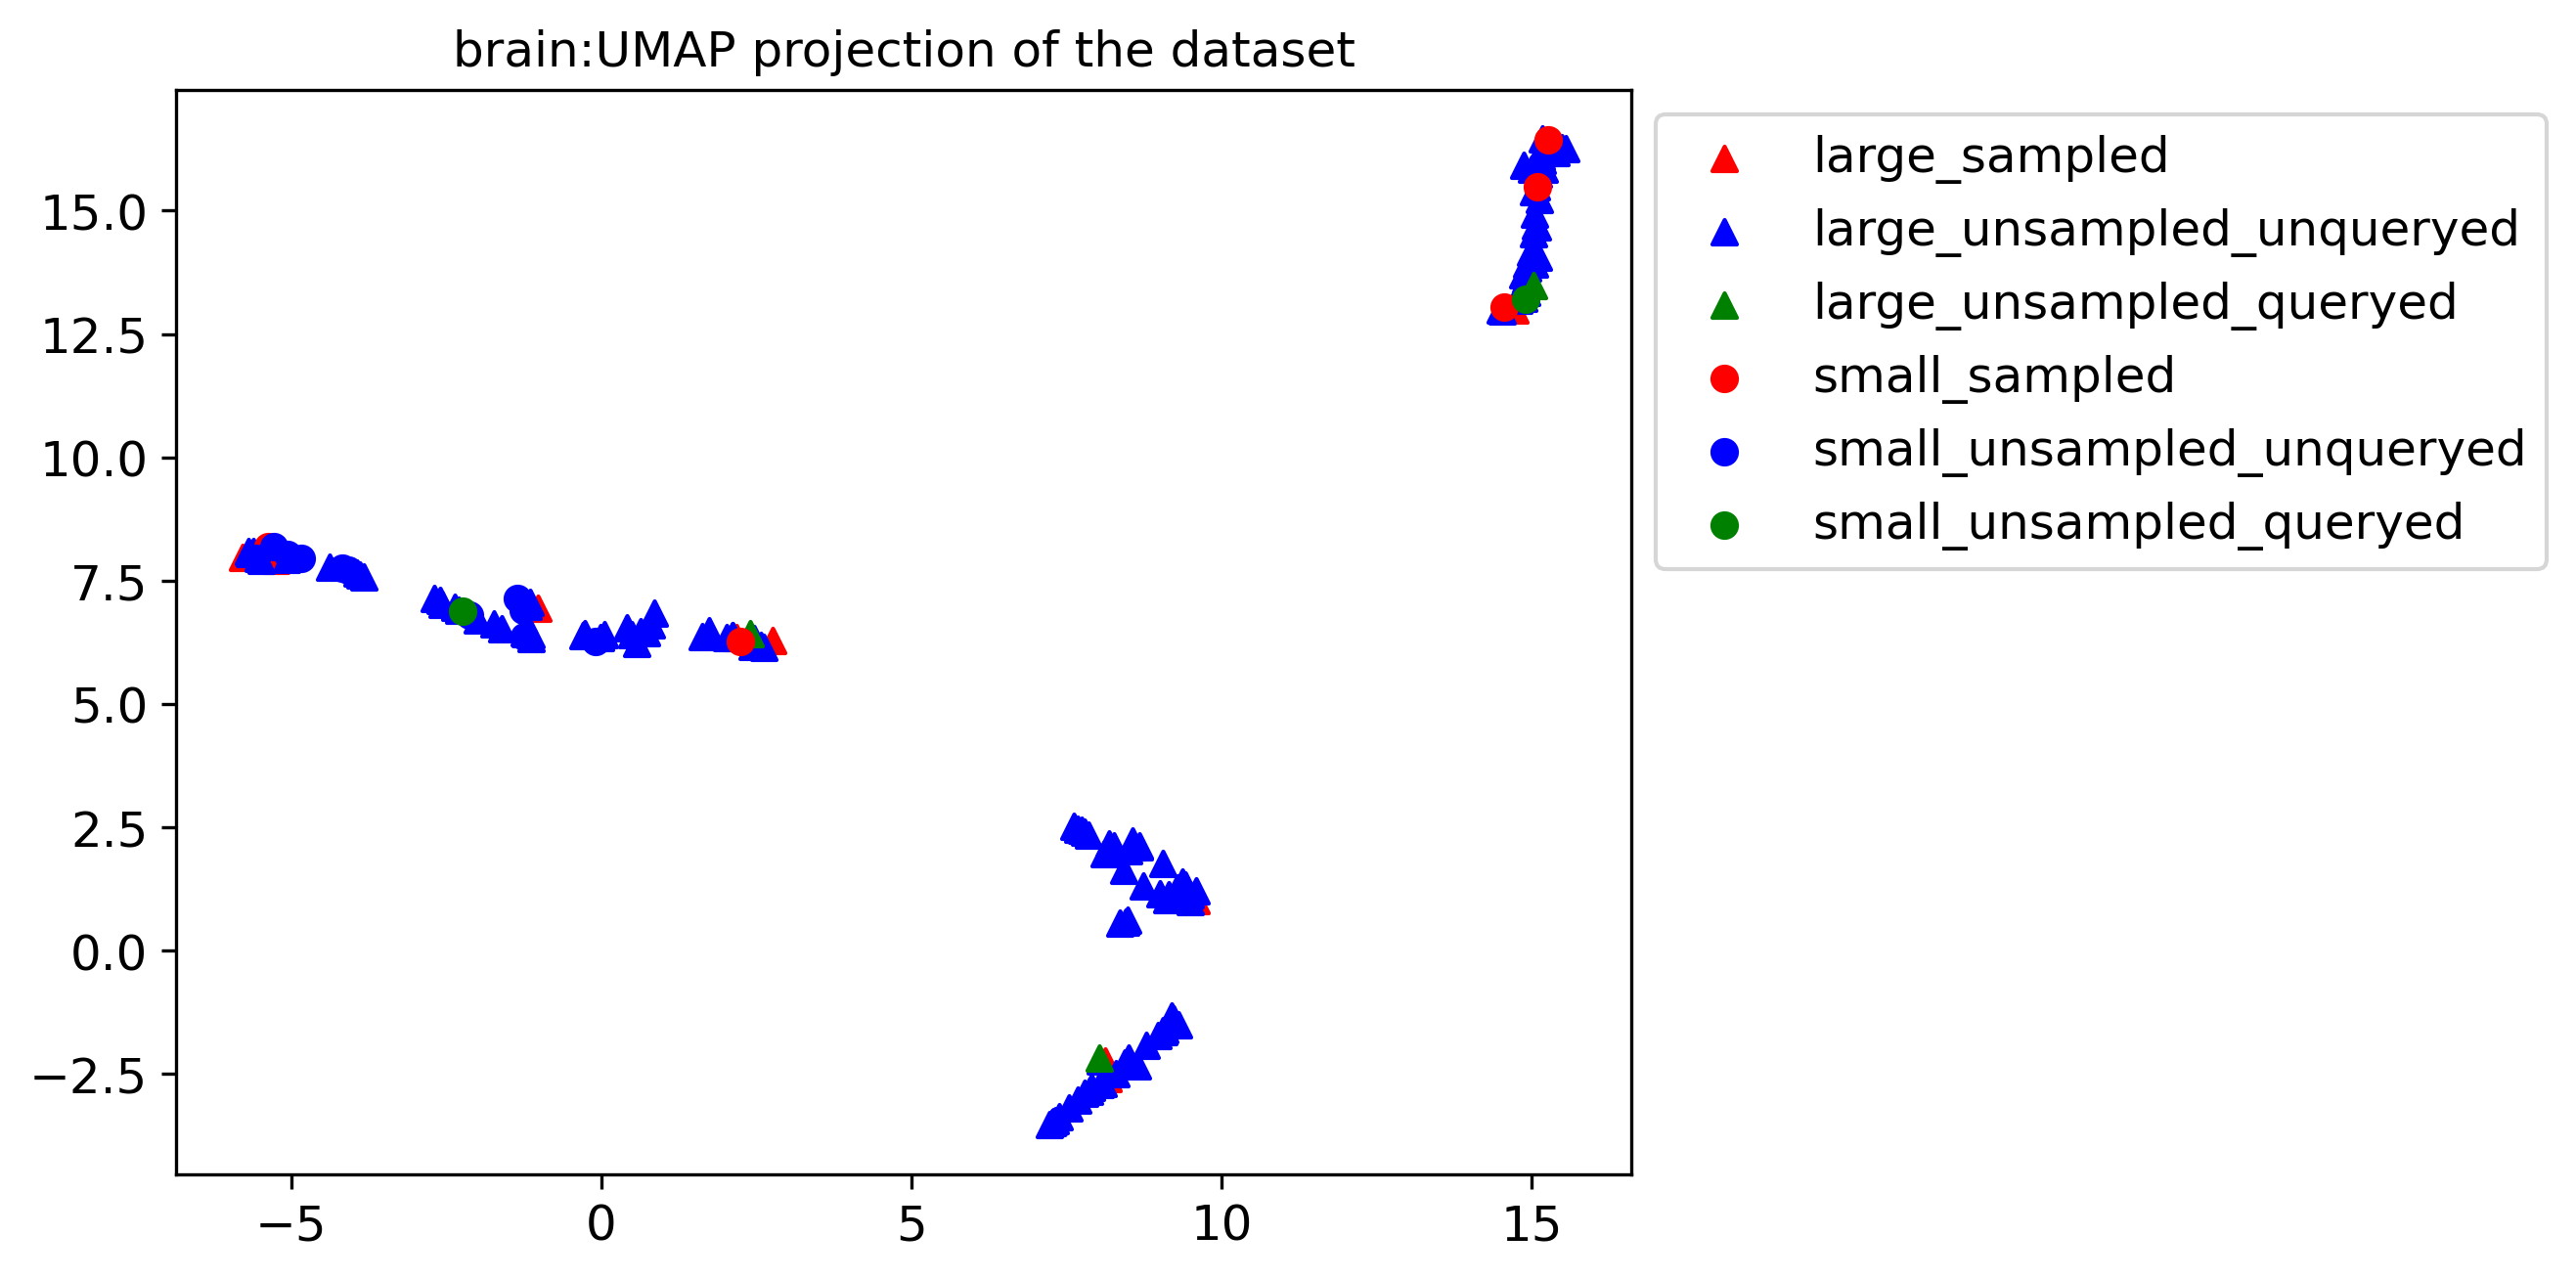 brain:UMAP projection of the dataset
15.0
12.5
10.0
7.5
5.0
2.5
0.0
−2.5
−5
0
5
10
15
large_sampled
large_unsampled_unqueryed
large_unsampled_queryed
small_sampled
small_unsampled_unqueryed
small_unsampled_queryed